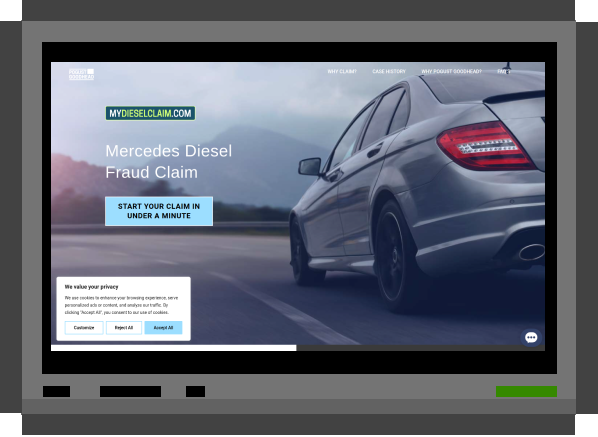 POGUST
GOODHEAD
WHY CLAIM? CASE HISTORY WHY POGUST GOODHEAD? FAQ
MYDIESELCLAIM.COM
Mercedes Diesel
Fraud Claim
START YOUR CLAIM IN
UNDER A MINUTE
We value your privacy
We use cookies to enhance your browsing experience, serve
personalized ads or content, and analyze our traffic. By
clicking "Accept All", you consent to our use of cookies.
Customize Reject All Accept All